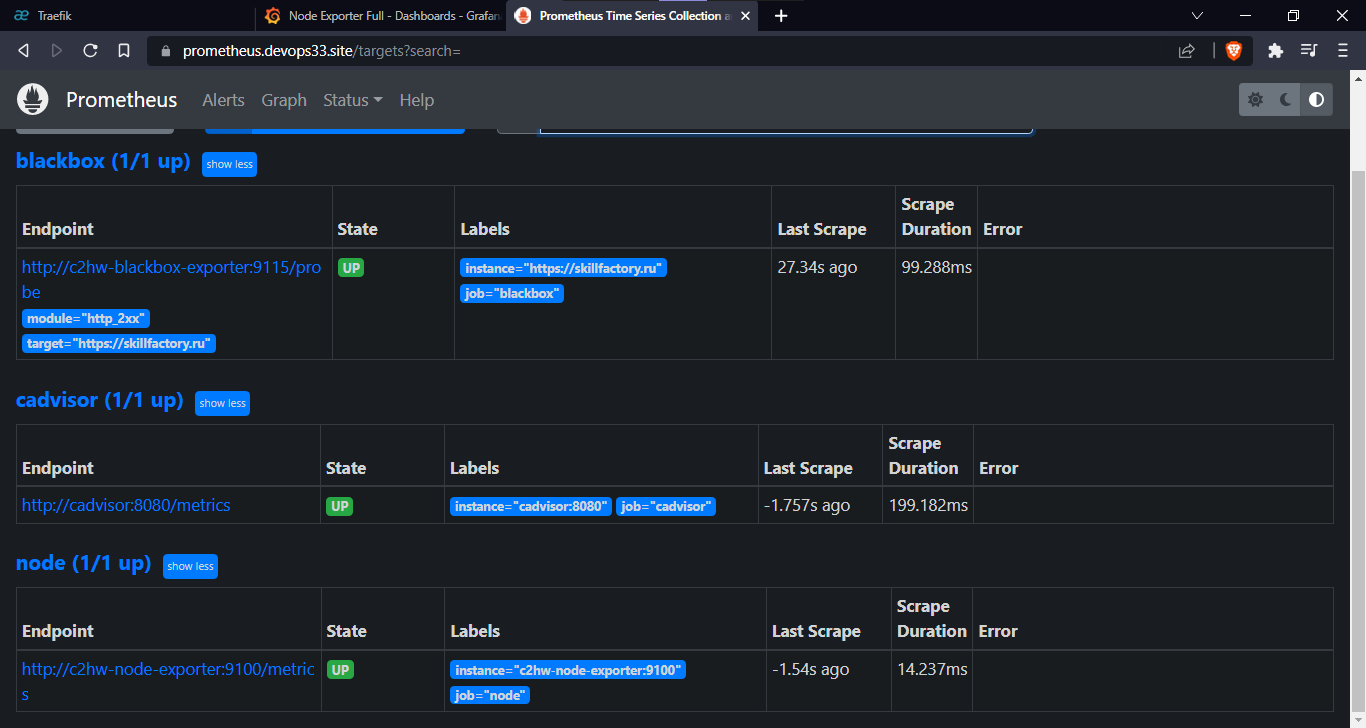 Traefik
Node Exporter Full - Dashboards - Grafan
Prometheus Time Series Collection a
prometheus.devops33.site/targets?search=
Prometheus Alerts Graph Status Help
blackbox (1/1 up) show less
Endpoint State Labels Last Scrape Scrape Duration Error
http://c2hw-blackbox-exporter:9115/pro
be
module="http_2xx"
target="https://skillfactory.ru"
UP
instance="https://skillfactory.ru"
job="blackbox"
27.34s ago
99.288ms
cadvisor (1/1 up) show less
Endpoint State Labels Last Scrape Scrape Duration Error
http://cadvisor:8080/metrics UP instance="cadvisor:8080" job="cadvisor" -1.757s ago 199.182ms
node (1/1 up) show less
Endpoint State Labels Last Scrape Scrape Duration Error
http://c2hw-node-exporter:9100/metric
s
UP
instance="c2hw-node-exporter:9100"
job="node"
-1.54s ago
14.237ms